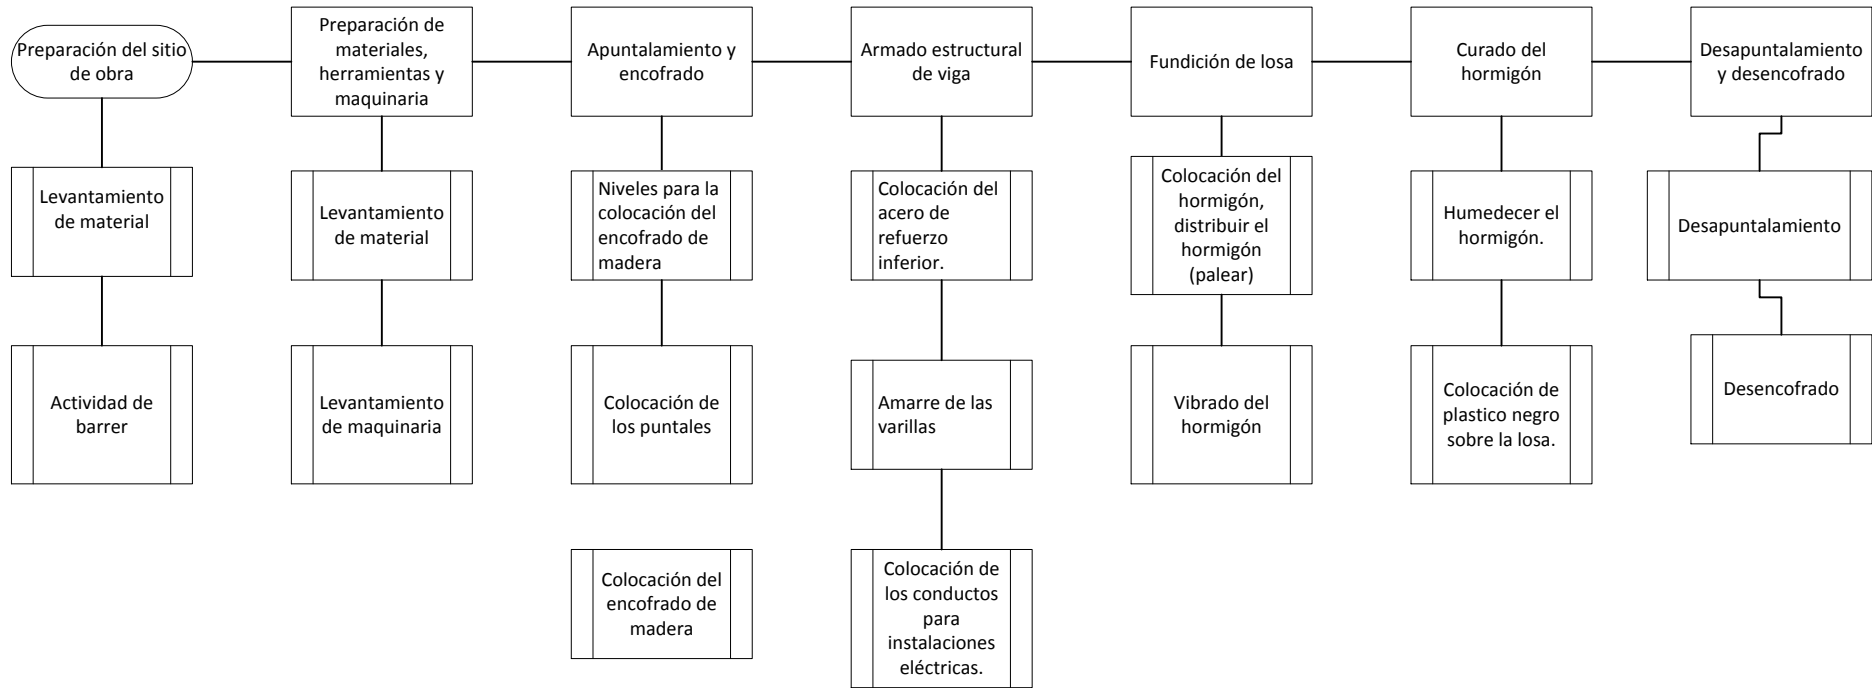 Preparación del sitio
de obra
Preparación de
materiales,
herramientas y
maquinaria
Apuntalamiento y
encofrado
Armado estructural
de viga
Fundición de losa
Curado del
hormigón
Desapuntalamiento
y desencofrado
Levantamiento
de material
Levantamiento
de material
Niveles para la
colocación del
encofrado de
madera
Colocación del
acero de
refuerzo
inferior.
Colocación del
hormigón,
distribuir el
hormigón
(palear)
Humedecer el
hormigón.
Desapuntalamiento
Actividad de
barrer
Levantamiento
de maquinaria
Colocación de
los puntales
Amarre de las
varillas
Vibrado del
hormigón
Colocación de
plastico negro
sobre la losa.
Desencofrado
Colocación del
encofrado de
madera
Colocación de
los conductos
para
instalaciones
eléctricas.